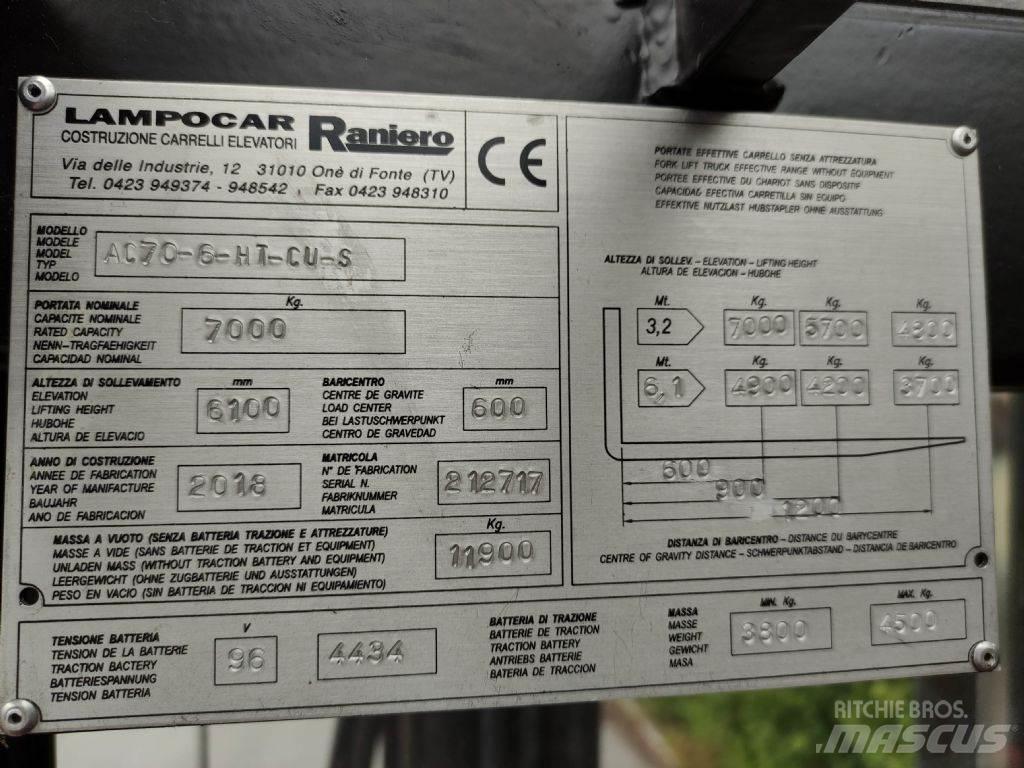 LAMPOCAR Raniero
COSTRUZIONE CARRELLI ELEVATORI
Via delle Industrie, 12 31010 Onè di Fonte (TV)
Tel. 0423 949374 - 948542 Fax 0423 948310
CE
MODELLO
MODELE
MODEL
TYP
MODELO
AC70-6-HT-CU-S
PORTATA NOMINALE
CAPACITE NOMINALE
RATED CAPACITY
NENN-TRAGFAEHIGKEIT
CAPACIDAD NOMINAL
Kg.
7000
ALTEZZA DI SOLLEVAMENTO
ELEVATION
LIFTING HEIGHT
HUBOHE
ALTURA DE ELEVACIO
mm
6100
BARICENTRO
CENTRE DE GRAVITE
LOAD CENTER
BEI LASTUSCHWERPUNKT
CENTRO DE GRAVEDAD
mm
600
ANNO DI COSTRUZIONE
ANNEE DE FABRICATION
YEAR OF MANIFACTURE
BAUJAHR
ANO DE FABRICACION
2018
MATRICOLA
N° DE FABRICATION
SERIAL N.
FABRIKNUMMER
MATRICULA
212717
MASSA A VUOTO (SENZA BATTERIA TRAZIONE E ATTREZZATURE)
MASSE A VIDE (SANS BATTERIE DE TRACTION ET EQUIPMENT)
UNLADEN MASS (WITHOUT TRACTION BATTERY AND EQUIPMENT)
LEERGEWICHT (OHNE ZUGBATTERIE UND AUSSTATTUNGEN)
PESO EN VACIO (SIN BATERIA DE TRACCION NI EQUIPAMIENTO)
Kg.
11900
PORTATE EFFETTIVE CARRELLO SENZA ATTREZZATURA
FORK LIFT TRUCK EFFECTIVE RANGE WITHOUT EQUIPMENT
PORTEE EFFECTIVE DU CHARIOT SANS DISPOSITIF
CAPACIDAG EFECTIVA CARRETILLA SIN EQUIPO
EFFEKTIVE NUTZLAST HUBSTAPLER OHNE AUSSTATTUNG
ALTEZZA DI SOLLEV. - ELEVATION - LIFTING HEIGHT
ALTURA DE ELEVACION - HUBOHE
Mt. Kg. Kg. Kg.
3,2 7000 5700 4800
Mt. Kg. Kg. Kg.
6,1 4900 4200 3700
600
900
1200
DISTANZA DI BARICENTRO - DISTANCE DU BARYCENTRE
CENTRE OF GRAVITY DISTANCE - SCHWERPUNKTABSTAND - DISTANCIA DE BARICENTRO
TENSIONE BATTERIA
TENSION DE LA BATTERIE
TRACTION BACTERY
BATTERIESPANNUNG
TENSION BATTERIA
V
96
4434
BATTERIA DI TRAZIONE
BATTERIE DE TRACTION
TRACTION BATTERY
ANTRIEBS BATTERIE
BATERIA DE TRACCION
MASSA
MASSE
WEIGHT
GEWICHT
MASA
MIN. Kg.
3800
MAX. Kg.
4500
RITCHIE BROS.
MASCUS